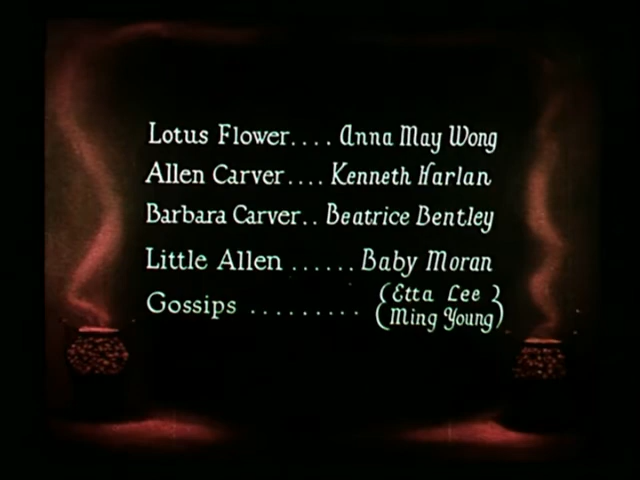 Lotus Flower.... Anna May Wong
Allen Carver.... Kenneth Harlan
Barbara Carver.. Beatrice Bentley
Little Allen ...... Baby Moran
Gossips ......... {Etta Lee }
(Ming Young)